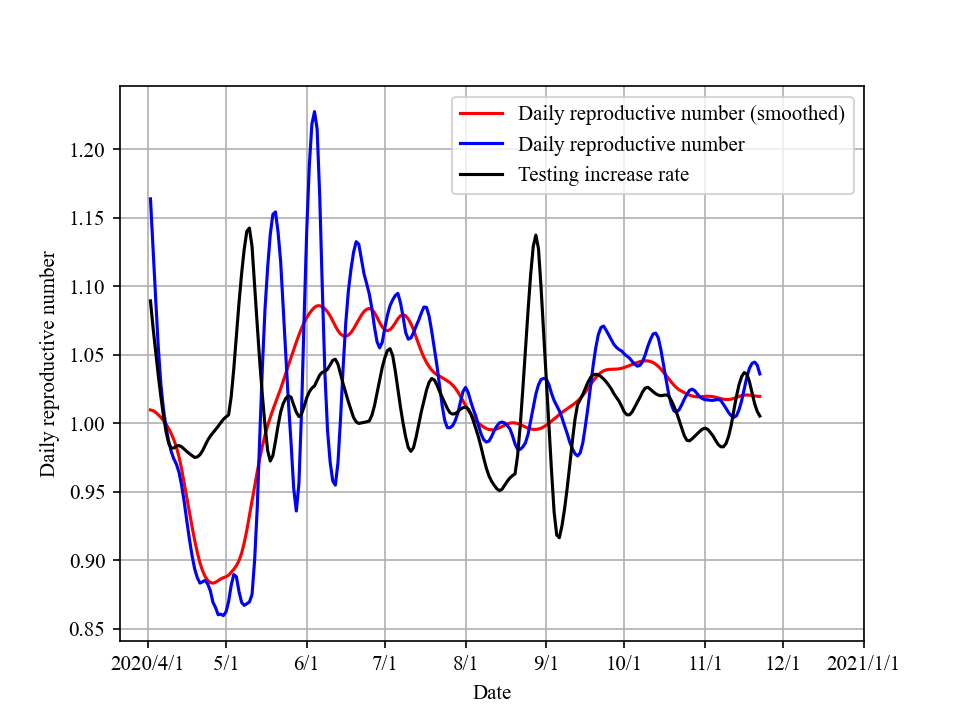 Daily reproductive number (smoothed)
Daily reproductive number
Testing increase rate
Daily reproductive number
1.20
1.15
1.10
1.05
1.00
0.95
0.90
0.85
2020/4/1 5/1 6/1 7/1 8/1 9/1 10/1 11/1 12/1 2021/1/1
Date